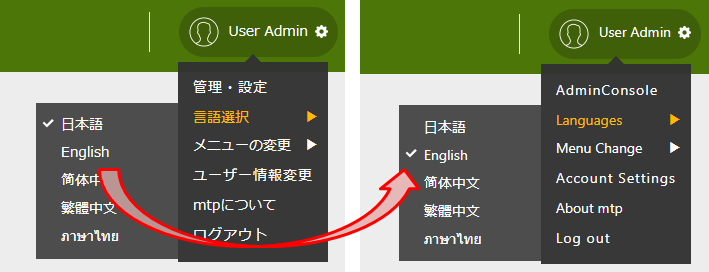 User Admin
管理・設定
言語選択
メニューの変更
ユーザー情報変更
mtpについて
ログアウト
日本語
English
简体中文
繁體中文
ภาษาไทย
User Admin
AdminConsole
Languages
Menu Change
Account Settings
About mtp
Log out
日本語
English
简体中文
繁體中文
ภาษาไทย